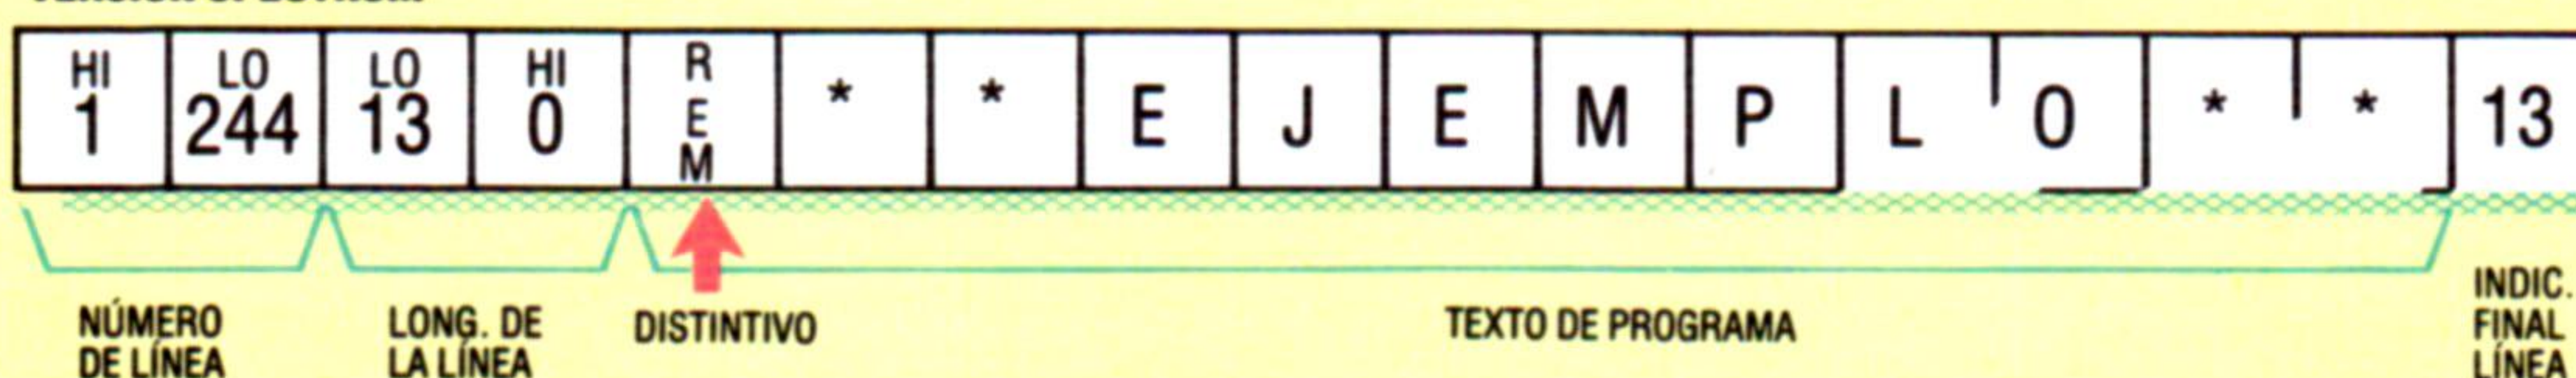 HI LO LO HI R
1 244 13 0 E * * E J E M P L O * * 13
M
NÚMERO
DE LÍNEA
LONG. DE
LA LÍNEA
DISTINTIVO
TEXTO DE PROGRAMA
INDIC.
FINAL
LÍNEA